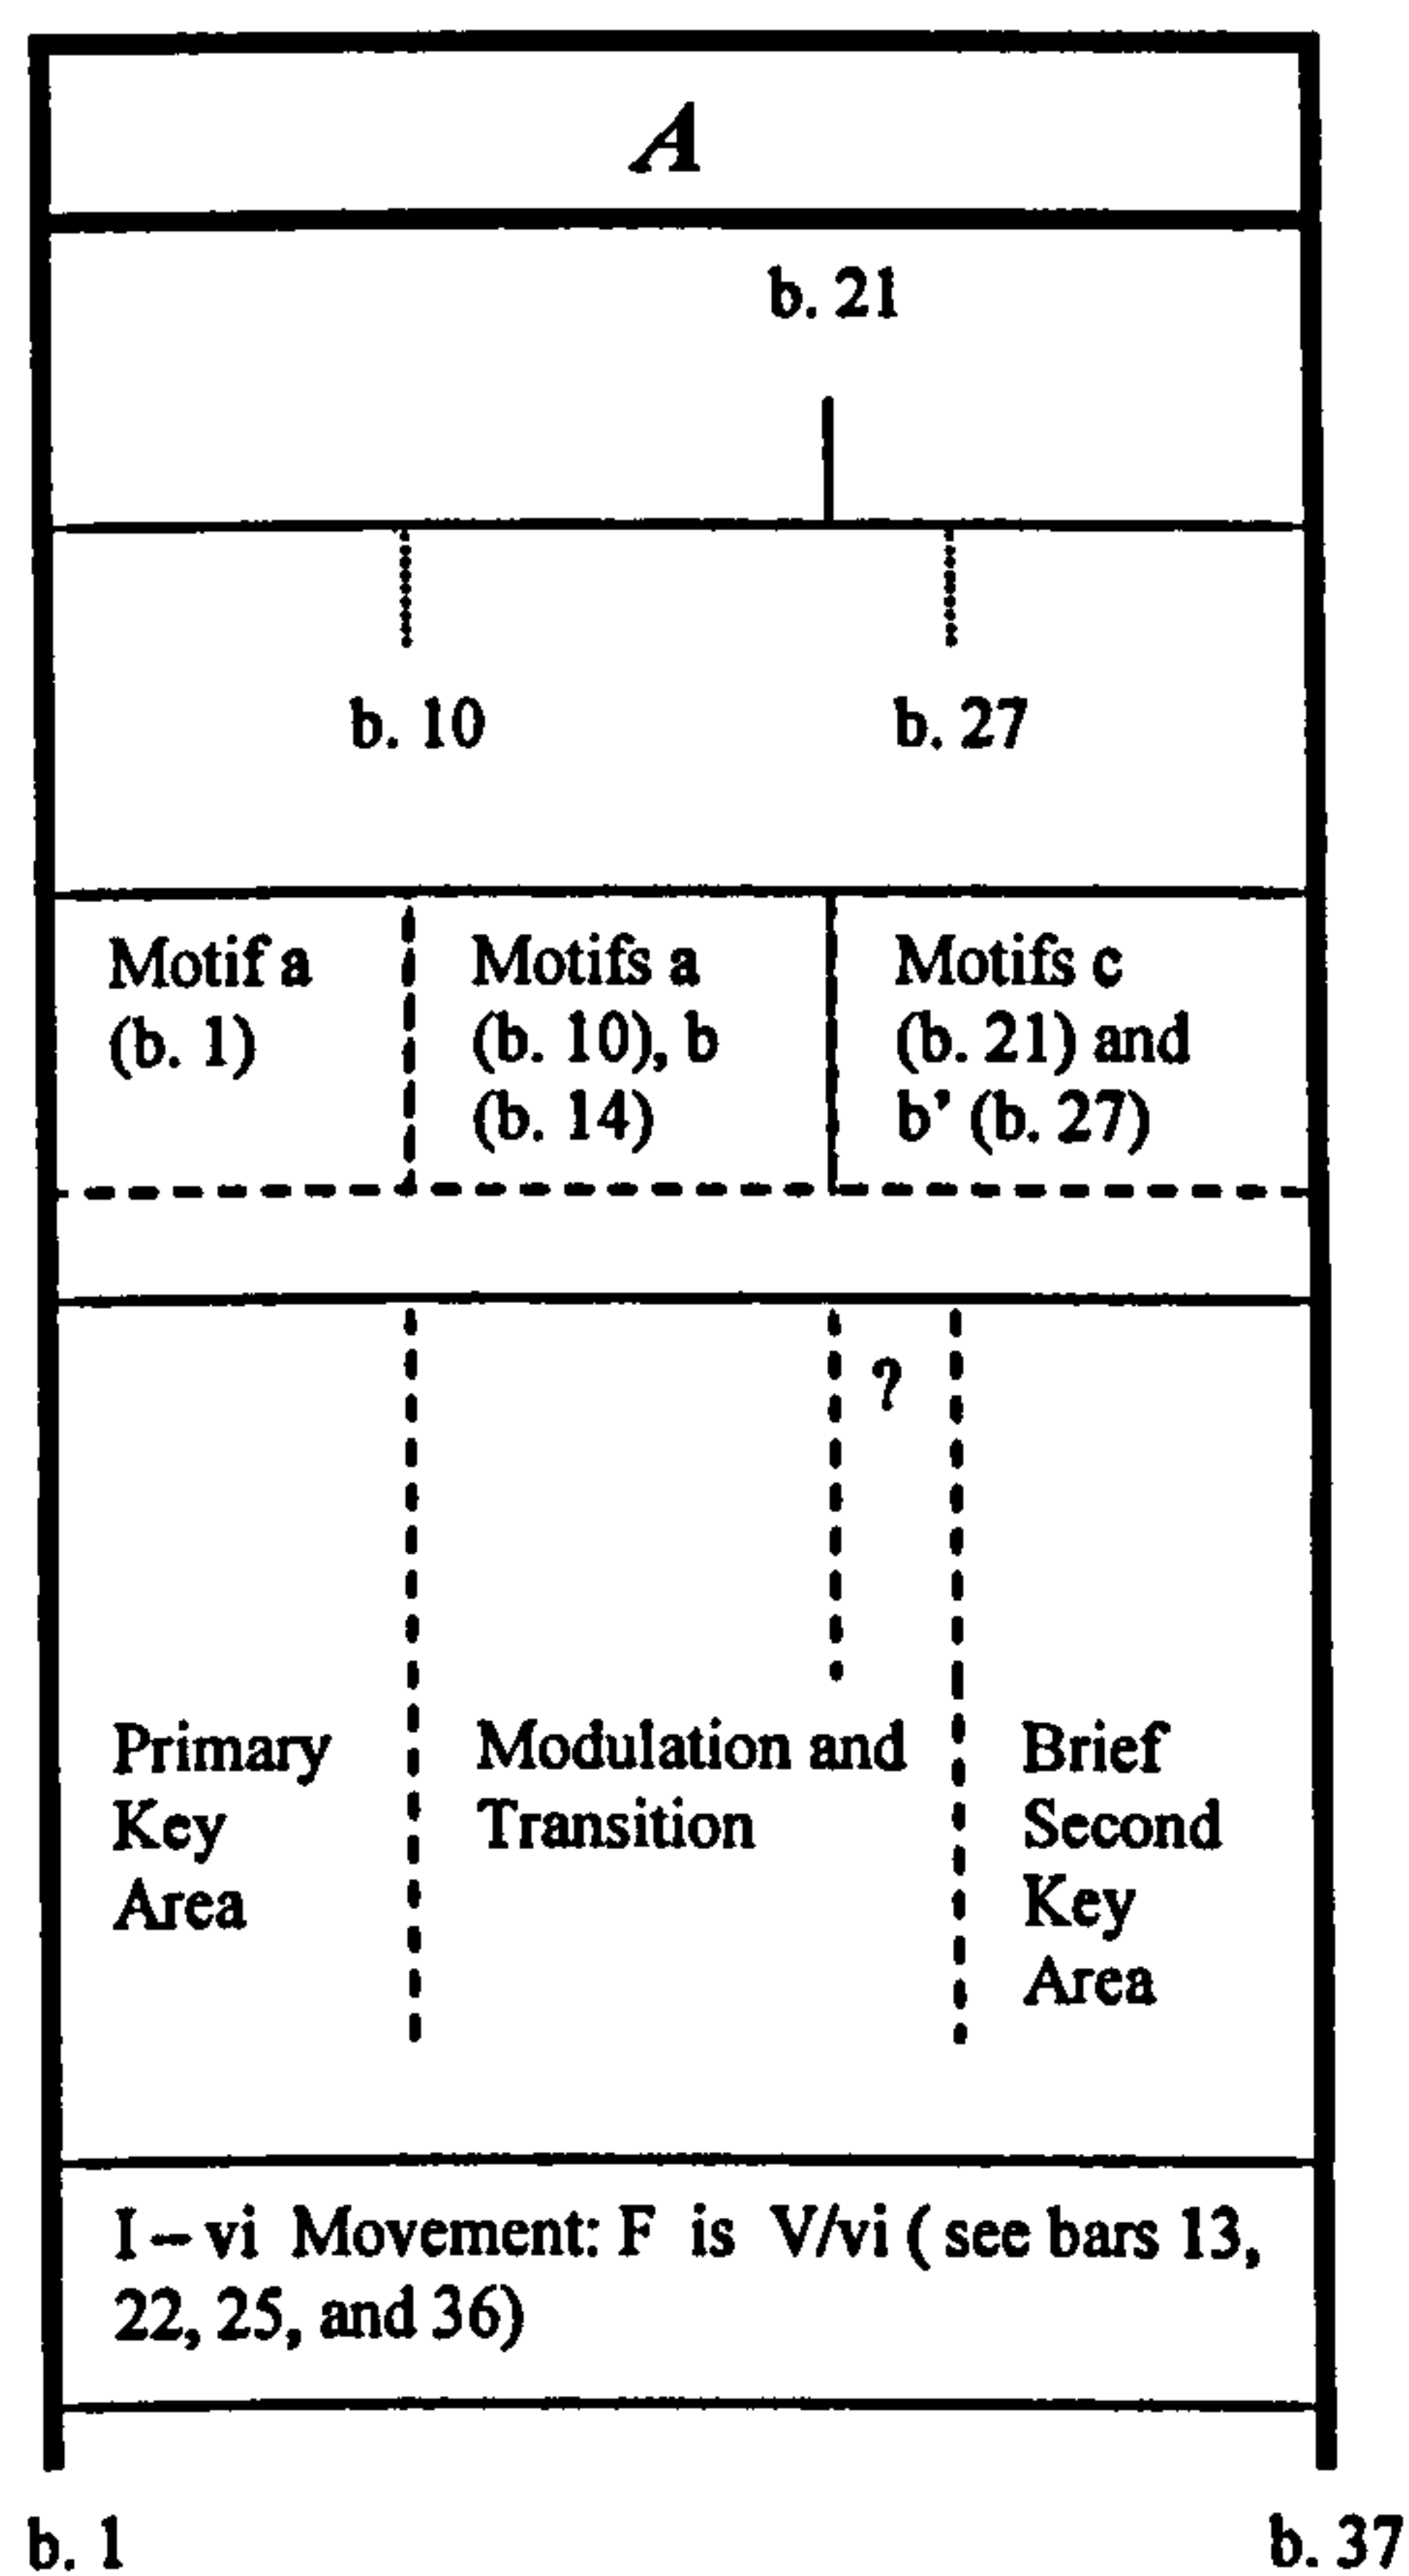 A
b. 21
b. 10
b. 27
Motif a
(b. 1)
Motifs a
(b. 10), b
(b. 14)
Motifs c
(b. 21) and
b’ (b. 27)
?
Primary
Key
Area
Modulation and
Transition
Brief
Second
Key
Area
I – vi Movement: F is V/vi ( see bars 13,
22, 25, and 36)
b. 1
b. 37